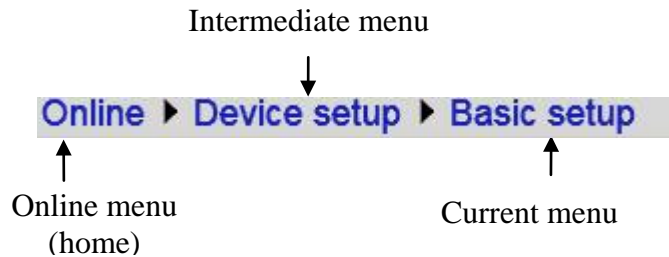 Intermediate menu
Online Device setup Basic setup
Online menu
(home)
Current menu